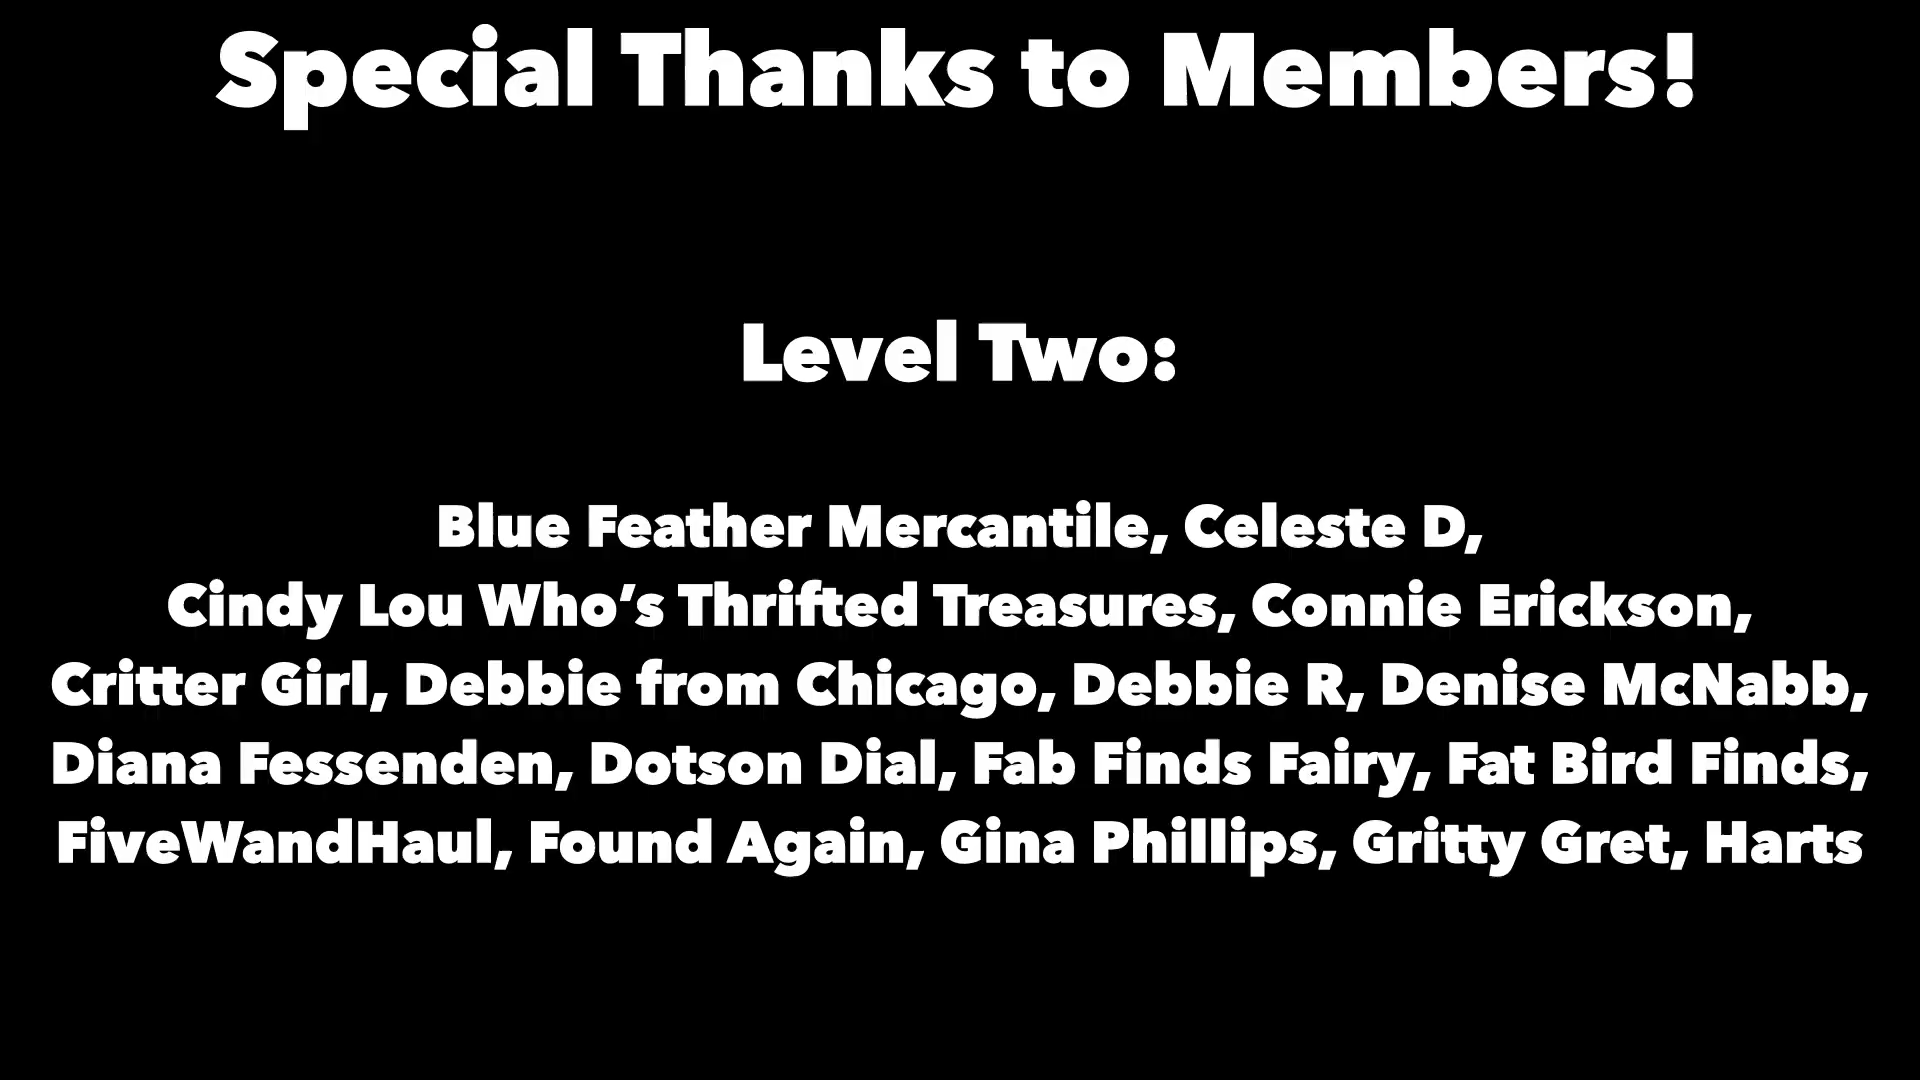 Special Thanks to Members!
Level Two:
Blue Feather Mercantile, Celeste D,
Cindy Lou Who’s Thrifted Treasures, Connie Erickson,
Critter Girl, Debbie from Chicago, Debbie R, Denise McNabb,
Diana Fessenden, Dotson Dial, Fab Finds Fairy, Fat Bird Finds,
FiveWandHaul, Found Again, Gina Phillips, Gritty Gret, Harts